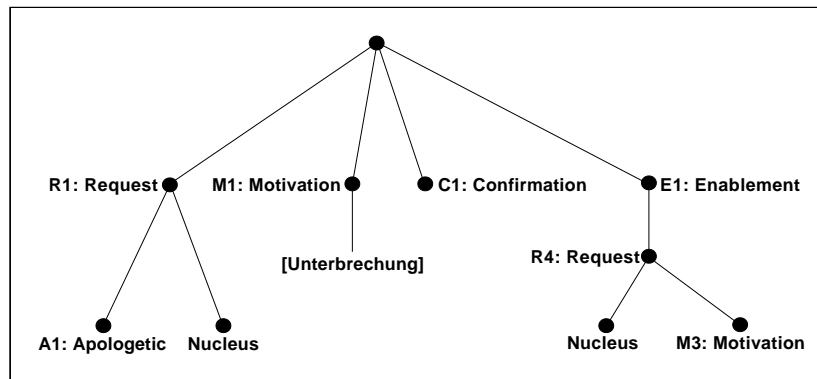 R1: Request
M1: Motivation
C1: Confirmation
E1: Enablement
[Unterbrechung]
R4: Request
A1: Apologetic
Nucleus
Nucleus
M3: Motivation